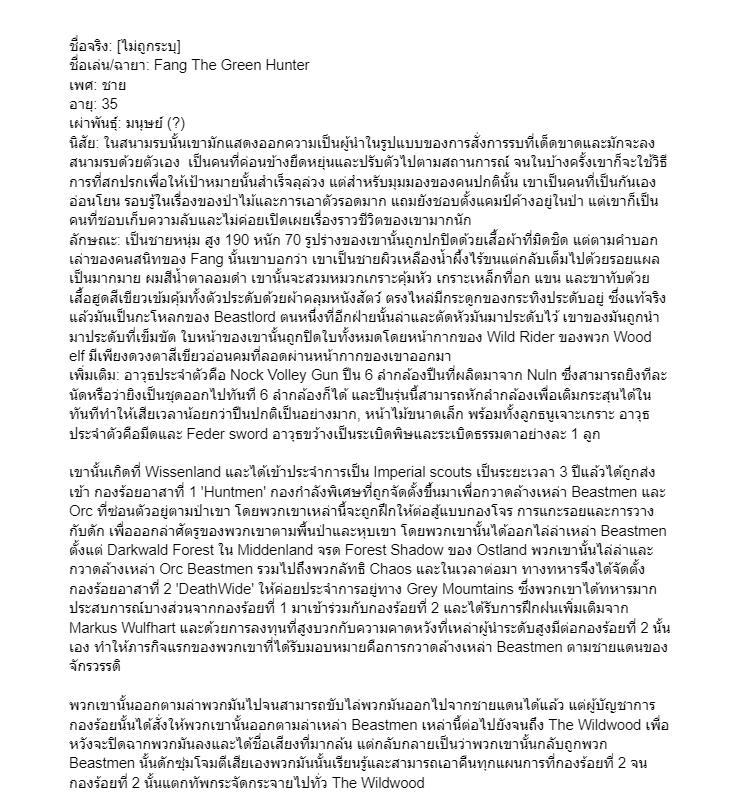 ชื่อจริง: [ไม่ถูกระบุ]
ชื่อเล่น/ฉายา: Fang The Green Hunter
เพศ: ชาย
อายุ: 35
เผ่าพันธุ์: มนุษย์ (?)
นิสัย: ในสนามรบนั้นเขามักแสดงออกความเป็นผู้นำในรูปแบบของการสั่งการรบที่เด็ดขาดและมักจะลง
สนามรบด้วยตัวเอง  เป็นคนที่ค่อนข้างยืดหยุ่นและปรับตัวไปตามสถานการณ์ จนในบ้างครั้งเขาก็จะใช้วิธี
การที่สกปรกเพื่อให้เป้าหมายนั้นสำเร็จลุล่วง แต่สำหรับมุมมองของคนปกตินั้น เขาเป็นคนที่เป็นกันเอง
อ่อนโยน รอบรู้ในเรื่องของป่าไม้และการเอาตัวรอดมาก แถมยังชอบตั้งแคมป์ค้างอยู่ในป่า แต่เขาก็เป็น
คนที่ชอบเก็บความลับและไม่ค่อยเปิดเผยเรื่องราวชีวิตของเขามากนัก
ลักษณะ: เป็นชายหนุ่ม สูง 190 หนัก 70 รูปร่างของเขานั้นถูกปกปิดด้วยเสื้อผ้าที่มิดชิด แต่ตามคำบอก
เล่าของคนสนิทของ Fang นั้นเขาบอกว่า เขาเป็นชายผิวเหลืองน้ำผึ้งไร้ขนแต่กลับเต็มไปด้วยรอยแผล
เป็นมากมาย ผมสีน้ำตาลอมดำ เขานั้นจะสวมหมวกเกราะคุ้มหัว เกราะเหล็กที่อก แขน และขาทับด้วย
เสื้อฮูดสีเขียวเข้มคุ้มทั้งตัวประดับด้วยผ้าคลุมหนังสัตว์ ตรงไหล่มีกระดูกของกระทิงประดับอยู่ ซึ่งแท้จริง
แล้วมันเป็นกะโหลกของ Beastlord ตนหนึ่งที่อีกฝ่ายนั้นล่าและตัดหัวมันมาประดับไว้ เขาของมันถูกนำ
มาประดับที่เข็มขัด ใบหน้าของเขานั้นถูกปิดใบทั้งหมดโดยหน้ากากของ Wild Rider ของพวก Wood
elf มีเพียงดวงตาสีเขียวอ่อนคมที่ลอดผ่านหน้ากากของเขาออกมา
เพิ่มเติม: อาวุธประจำตัวคือ Nock Volley Gun ปืน 6 ลำกล้องปืนที่ผลิตมาจาก Nuln ซึ่งสามารถยิงทีละ
นัดหรือว่ายิงเป็นชุดออกไปทันที 6 ลำกล้องก็ได้ และปืนรุ่นนี้สามารถหักลำกล้องเพื่อเติมกระสุนได้ใน
ทันทีทำให้เสียเวลาน้อยกว่าปืนปกติเป็นอย่างมาก, หน้าไม้ขนาดเล็ก พร้อมทั้งลูกธนูเจาะเกราะ อาวุธ
ประจำตัวคือมีดและ Feder sword อาวุธขว้างเป็นระเบิดพิษและระเบิดธรรมดาอย่างละ 1 ลูก

เขานั้นเกิดที่ Wissenland และได้เข้าประจำการเป็น Imperial scouts เป็นระยะเวลา 3 ปีแล้วได้ถูกส่ง
เข้า กองร้อยอาสาที่ 1 'Huntmen' กองกำลังพิเศษที่ถูกจัดตั้งขึ้นมาเพื่อกวาดล้างเหล่า Beastmen และ
Orc ที่ซ่อนตัวอยู่ตามป่าเขา โดยพวกเขาเหล่านี้จะถูกฝึกให้ต่อสู้แบบกองโจร การแกะรอยและการวาง
กับดัก เพื่อออกล่าศัตรูของพวกเขาตามพื้นป่าและหุบเขา โดยพวกเขานั้นได้ออกไล่ล่าเหล่า Beastmen
ตั้งแต่ Darkwald Forest ใน Middenland จรด Forest Shadow ของ Ostland พวกเขานั้นไล่ล่าและ
กวาดล้างเหล่า Orc Beastmen รวมไปถึงพวกลัทธิ Chaos และในเวลาต่อมา ทางทหารจึงได้จัดตั้ง
กองร้อยอาสาที่ 2 'DeathWide' ให้ค่อยประจำการอยู่ทาง Grey Mountains ซึ่งพวกเขาได้ทหารมาก
ประสบการณ์บางส่วนจากกองร้อยที่ 1 มาเข้าร่วมกับกองร้อยที่ 2 และได้รับการฝึกฝนเพิ่มเติมจาก
Markus Wulfhart และด้วยการลงทุนที่สูงบวกกับความคาดหวังที่เหล่าผู้นำระดับสูงมีต่อกองร้อยที่ 2 นั้น
เอง ทำให้ภารกิจแรกของพวกเขาที่ได้รับมอบหมายคือการกวาดล้างเหล่า Beastmen ตามชายแดนของ
จักรวรรดิ

พวกเขานั้นออกตามล่าพวกมันไปจนสามารถขับไล่พวกมันออกไปจากชายแดนได้แล้ว แต่ผู้บัญชาการ
กองร้อยนั้นได้สั่งให้พวกเขานั้นออกตามล่าเหล่า Beastmen เหล่านี้ต่อไปยังจนถึง The Wildwood เพื่อ
หวังจะปิดฉากพวกมันลงและได้ชื่อเสียงที่มากล้น แต่กลับกลายเป็นว่าพวกเขานั้นกลับถูกพวก
Beastmen นั้นดักซุ่มโจมตีเสียเองพวกมันนั้นเรียนรู้และสามารถเอาคืนทุกแผนการที่กองร้อยที่ 2 จน
กองร้อยที่ 2 นั้นแตกทัพกระจัดกระจายไปทั่ว The Wildwood